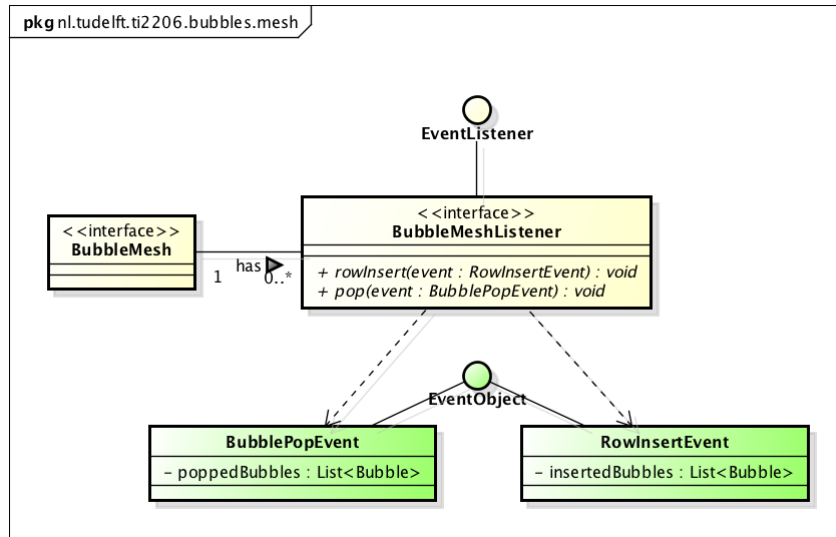 pkg nl.tudelft.ti2206.bubbles.mesh
EventListener
<<interface>>
BubbleMeshListener
+ rowInsert(event : RowInsertEvent) : void
+ pop(event : BubblePopEvent) : void
<<interface>>
BubbleMesh
1
has
0..*
EventObject
BubblePopEvent
– poppedBubbles : List<Bubble>
RowInsertEvent
– insertedBubbles : List<Bubble>